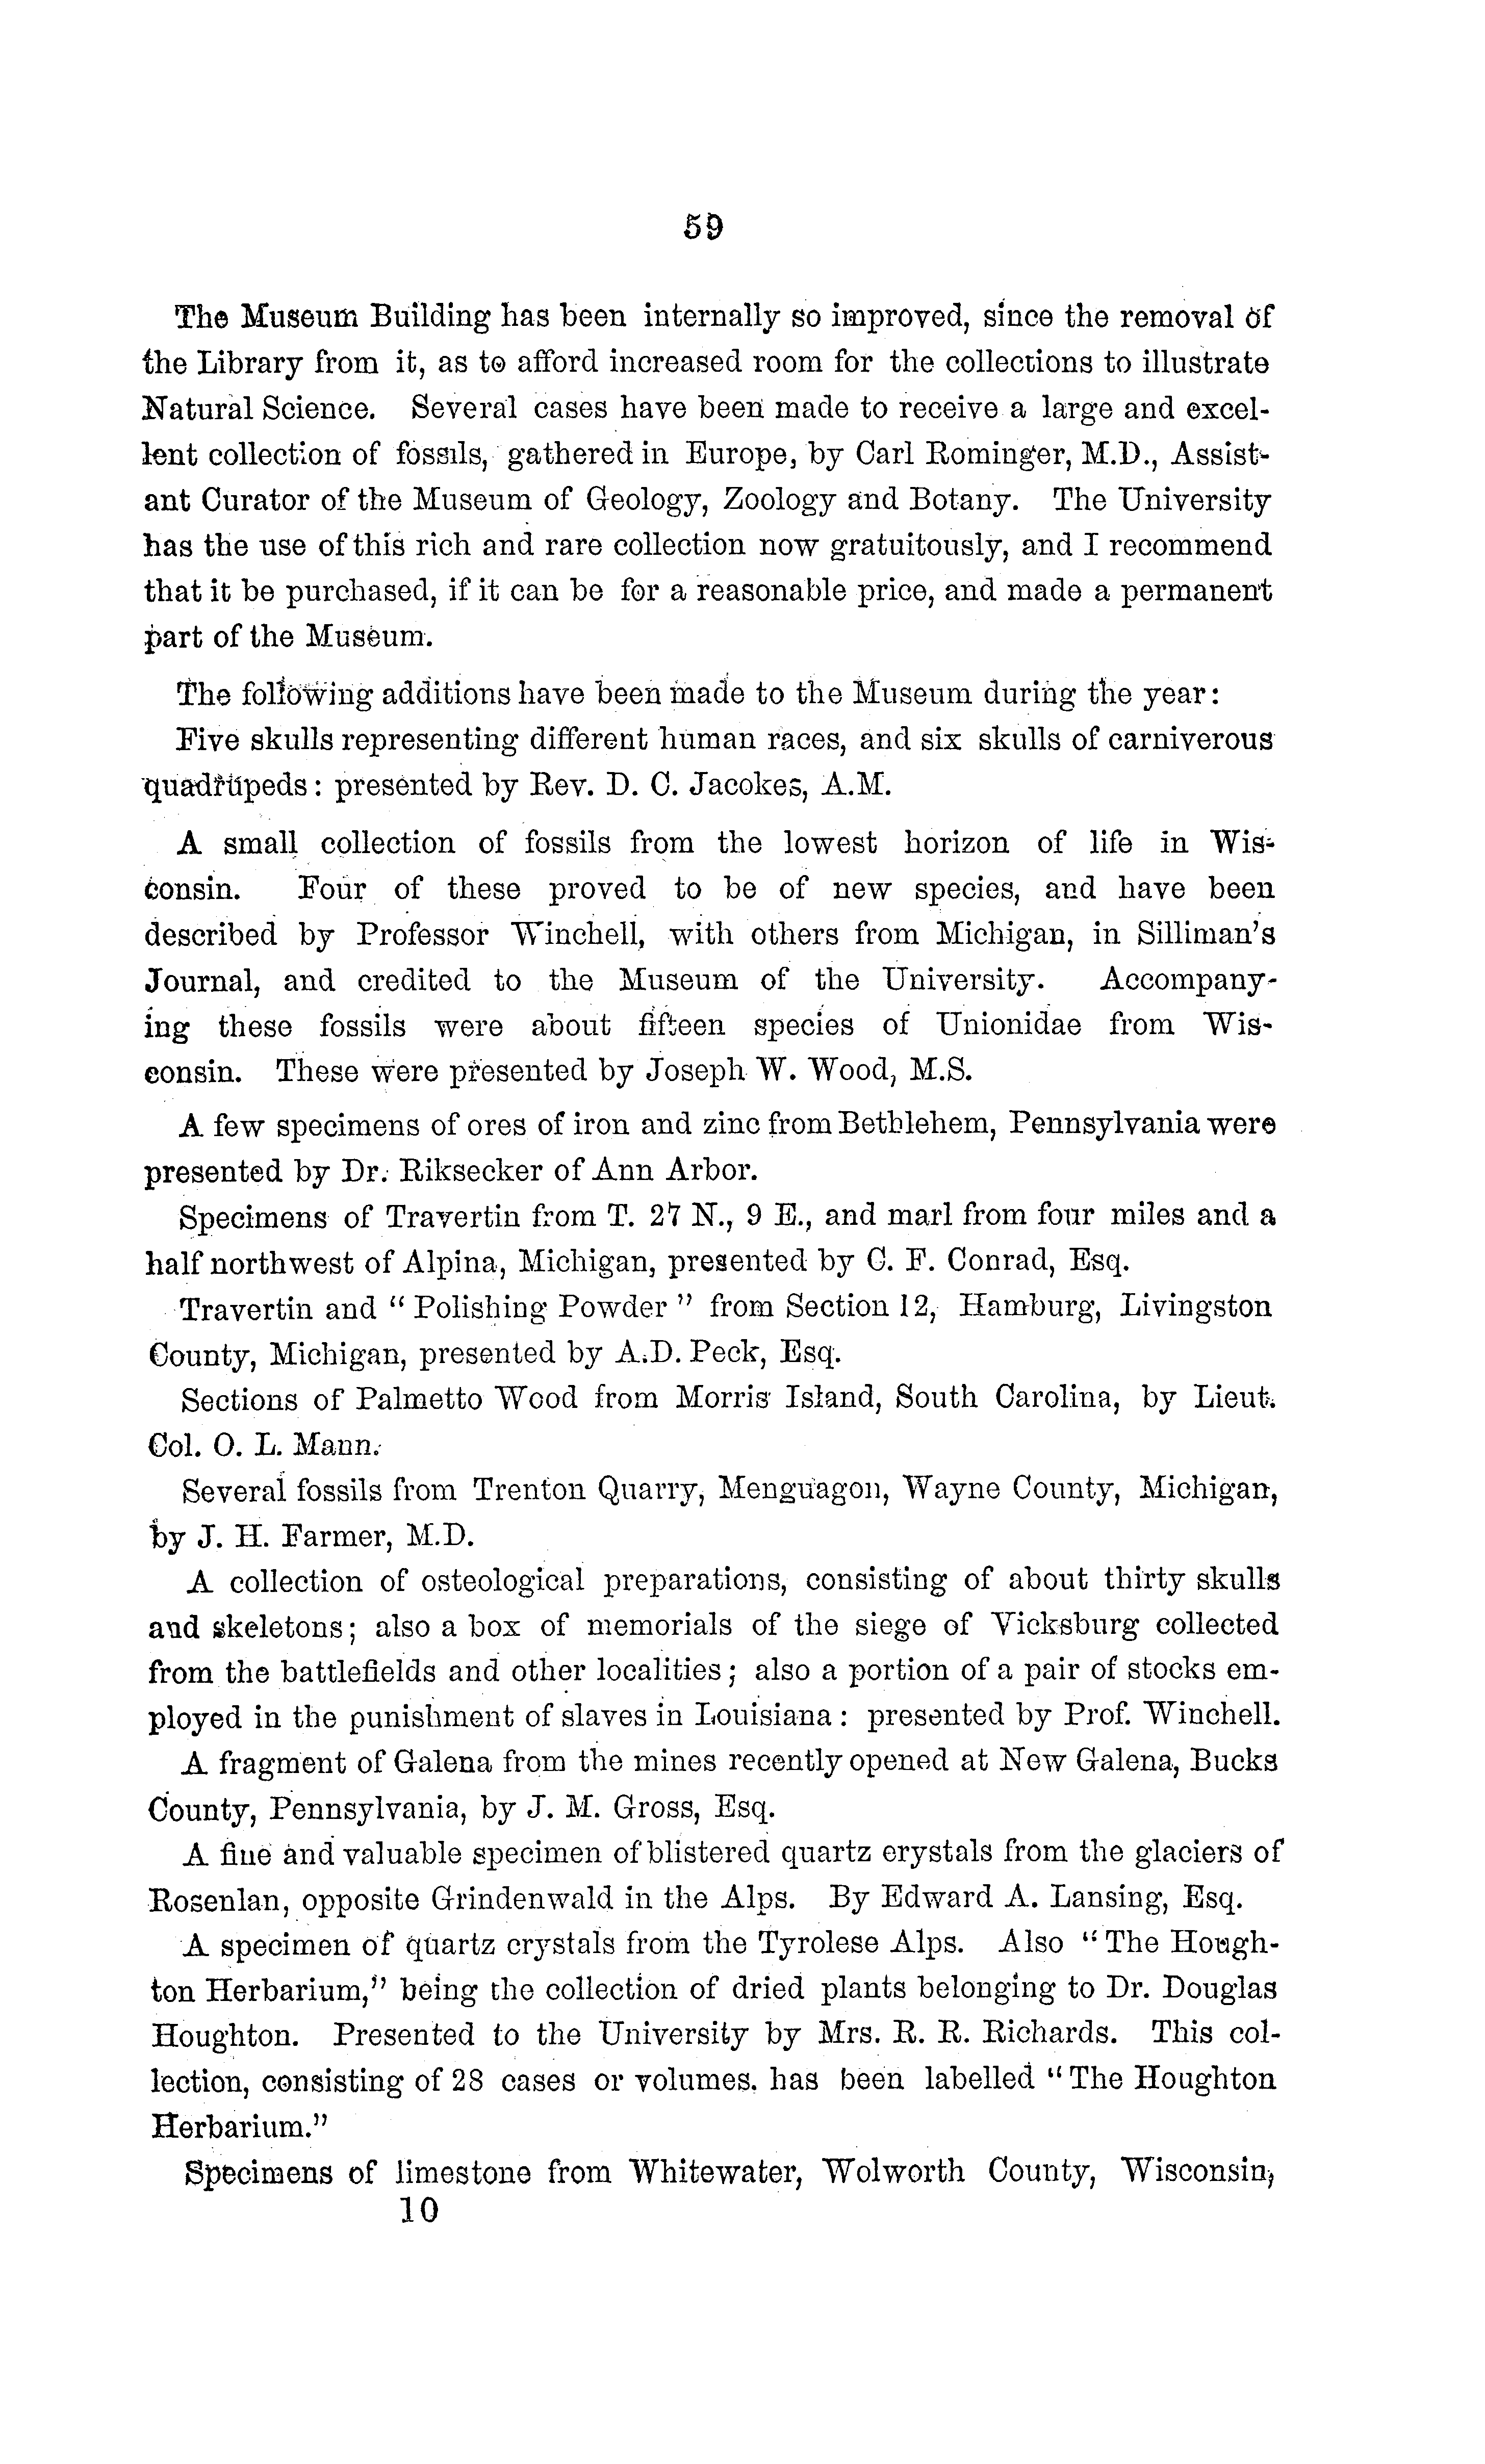 59
The Museum Building has been internally so improved, since the removal of
the Library from it, as to afford increased room for the collections to illustrate
Natural Science. Several cases have been made to receive a large and excel-
lent collection of fossils, gathered in Europe, by Carl Rominger, M.D., Assist-
ant Curator of the Museum of Geology, Zoology and Botany. The University
has the use of this rich and rare collection now gratuitously, and I recommend
that it be purchased, if it can be for a reasonable price, and made a permanent
part of the Museum.
The following additions have been made to the Museum during the year:
Five skulls representing different human races, and six skulls of carniverous
quadrupeds: presented by Rev. D. C. Jacokes, A.M.
A small collection of fossils from the lowest horizon of life in Wis-
consin. Four of these proved to be of new species, and have been
described by Professor Winchell, with others from Michigan, in Silliman's
Journal, and credited to the Museum of the University. Accompany-
ing these fossils were about fifteen species of Unionidae from Wis-
consin. These were presented by Joseph W. Wood, M.S.
A few specimens of ores of iron and zinc from Bethlehem, Pennsylvania were
presented by Dr. Riksecker of Ann Arbor.
Specimens of Travertin from T. 27 N., 9 E., and marl from four miles and a
half northwest of Alpina, Michigan, presented by C. F. Conrad, Esq.
Travertin and "Polishing Powder" from Section 12, Hamburg, Livingston
County, Michigan, presented by A.D. Peck, Esq.
Sections of Palmetto Wood from Morris Island, South Carolina, by Lieut.
Col. O. L. Mann.
Several fossils from Trenton Quarry, Menguagon, Wayne County, Michigan,
by J. H. Farmer, M.D.
A collection of osteological preparations, consisting of about thirty skulls
and skeletons; also a box of memorials of the siege of Vicksburg collected
from the battlefields and other localities; also a portion of a pair of stocks em-
ployed in the punishment of slaves in Louisiana: presented by Prof. Winchell.
A fragment of Galena from the mines recently opened at New Galena, Bucks
County, Pennsylvania, by J. M. Gross, Esq.
A fine and valuable specimen of blistered quartz crystals from the glaciers of
Rosenlan, opposite Grindenwald in the Alps. By Edward A. Lansing, Esq.
A specimen of quartz crystals from the Tyrolese Alps. Also "The Hough-
ton Herbarium," being the collection of dried plants belonging to Dr. Douglas
Houghton. Presented to the University by Mrs. R. R. Richards. This col-
lection, consisting of 28 cases or volumes. has been labelled "The Houghton
Herbarium."
Specimens of limestone from Whitewater, Wolworth County, Wisconsin,
10